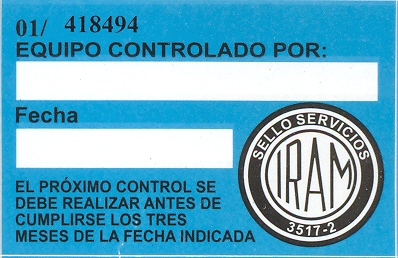 01/ 418494
EQUIPO CONTROLADO POR:
Fecha
SELLO SERVICIOS
IRAM
3517-2
EL PRÓXIMO CONTROL SE
DEBE REALIZAR ANTES DE
CUMPLIRSE LOS TRES
MESES DE LA FECHA INDICADA